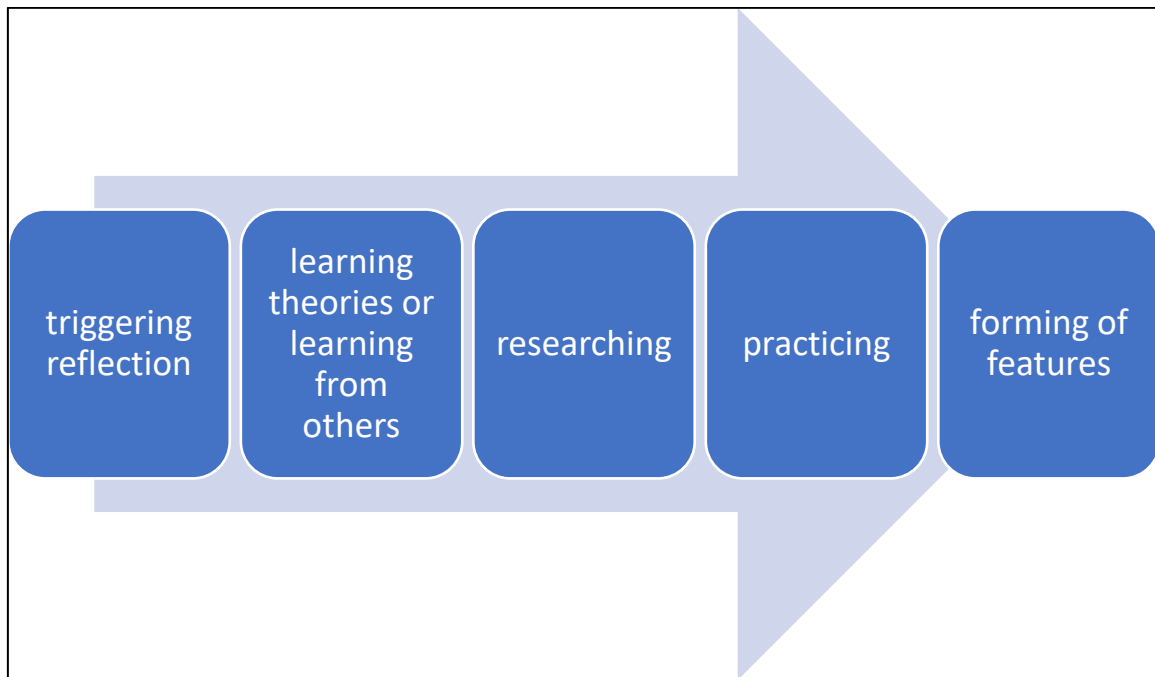 triggering
reflection
learning
theories or
learning
from
others
researching
practicing
forming of
features